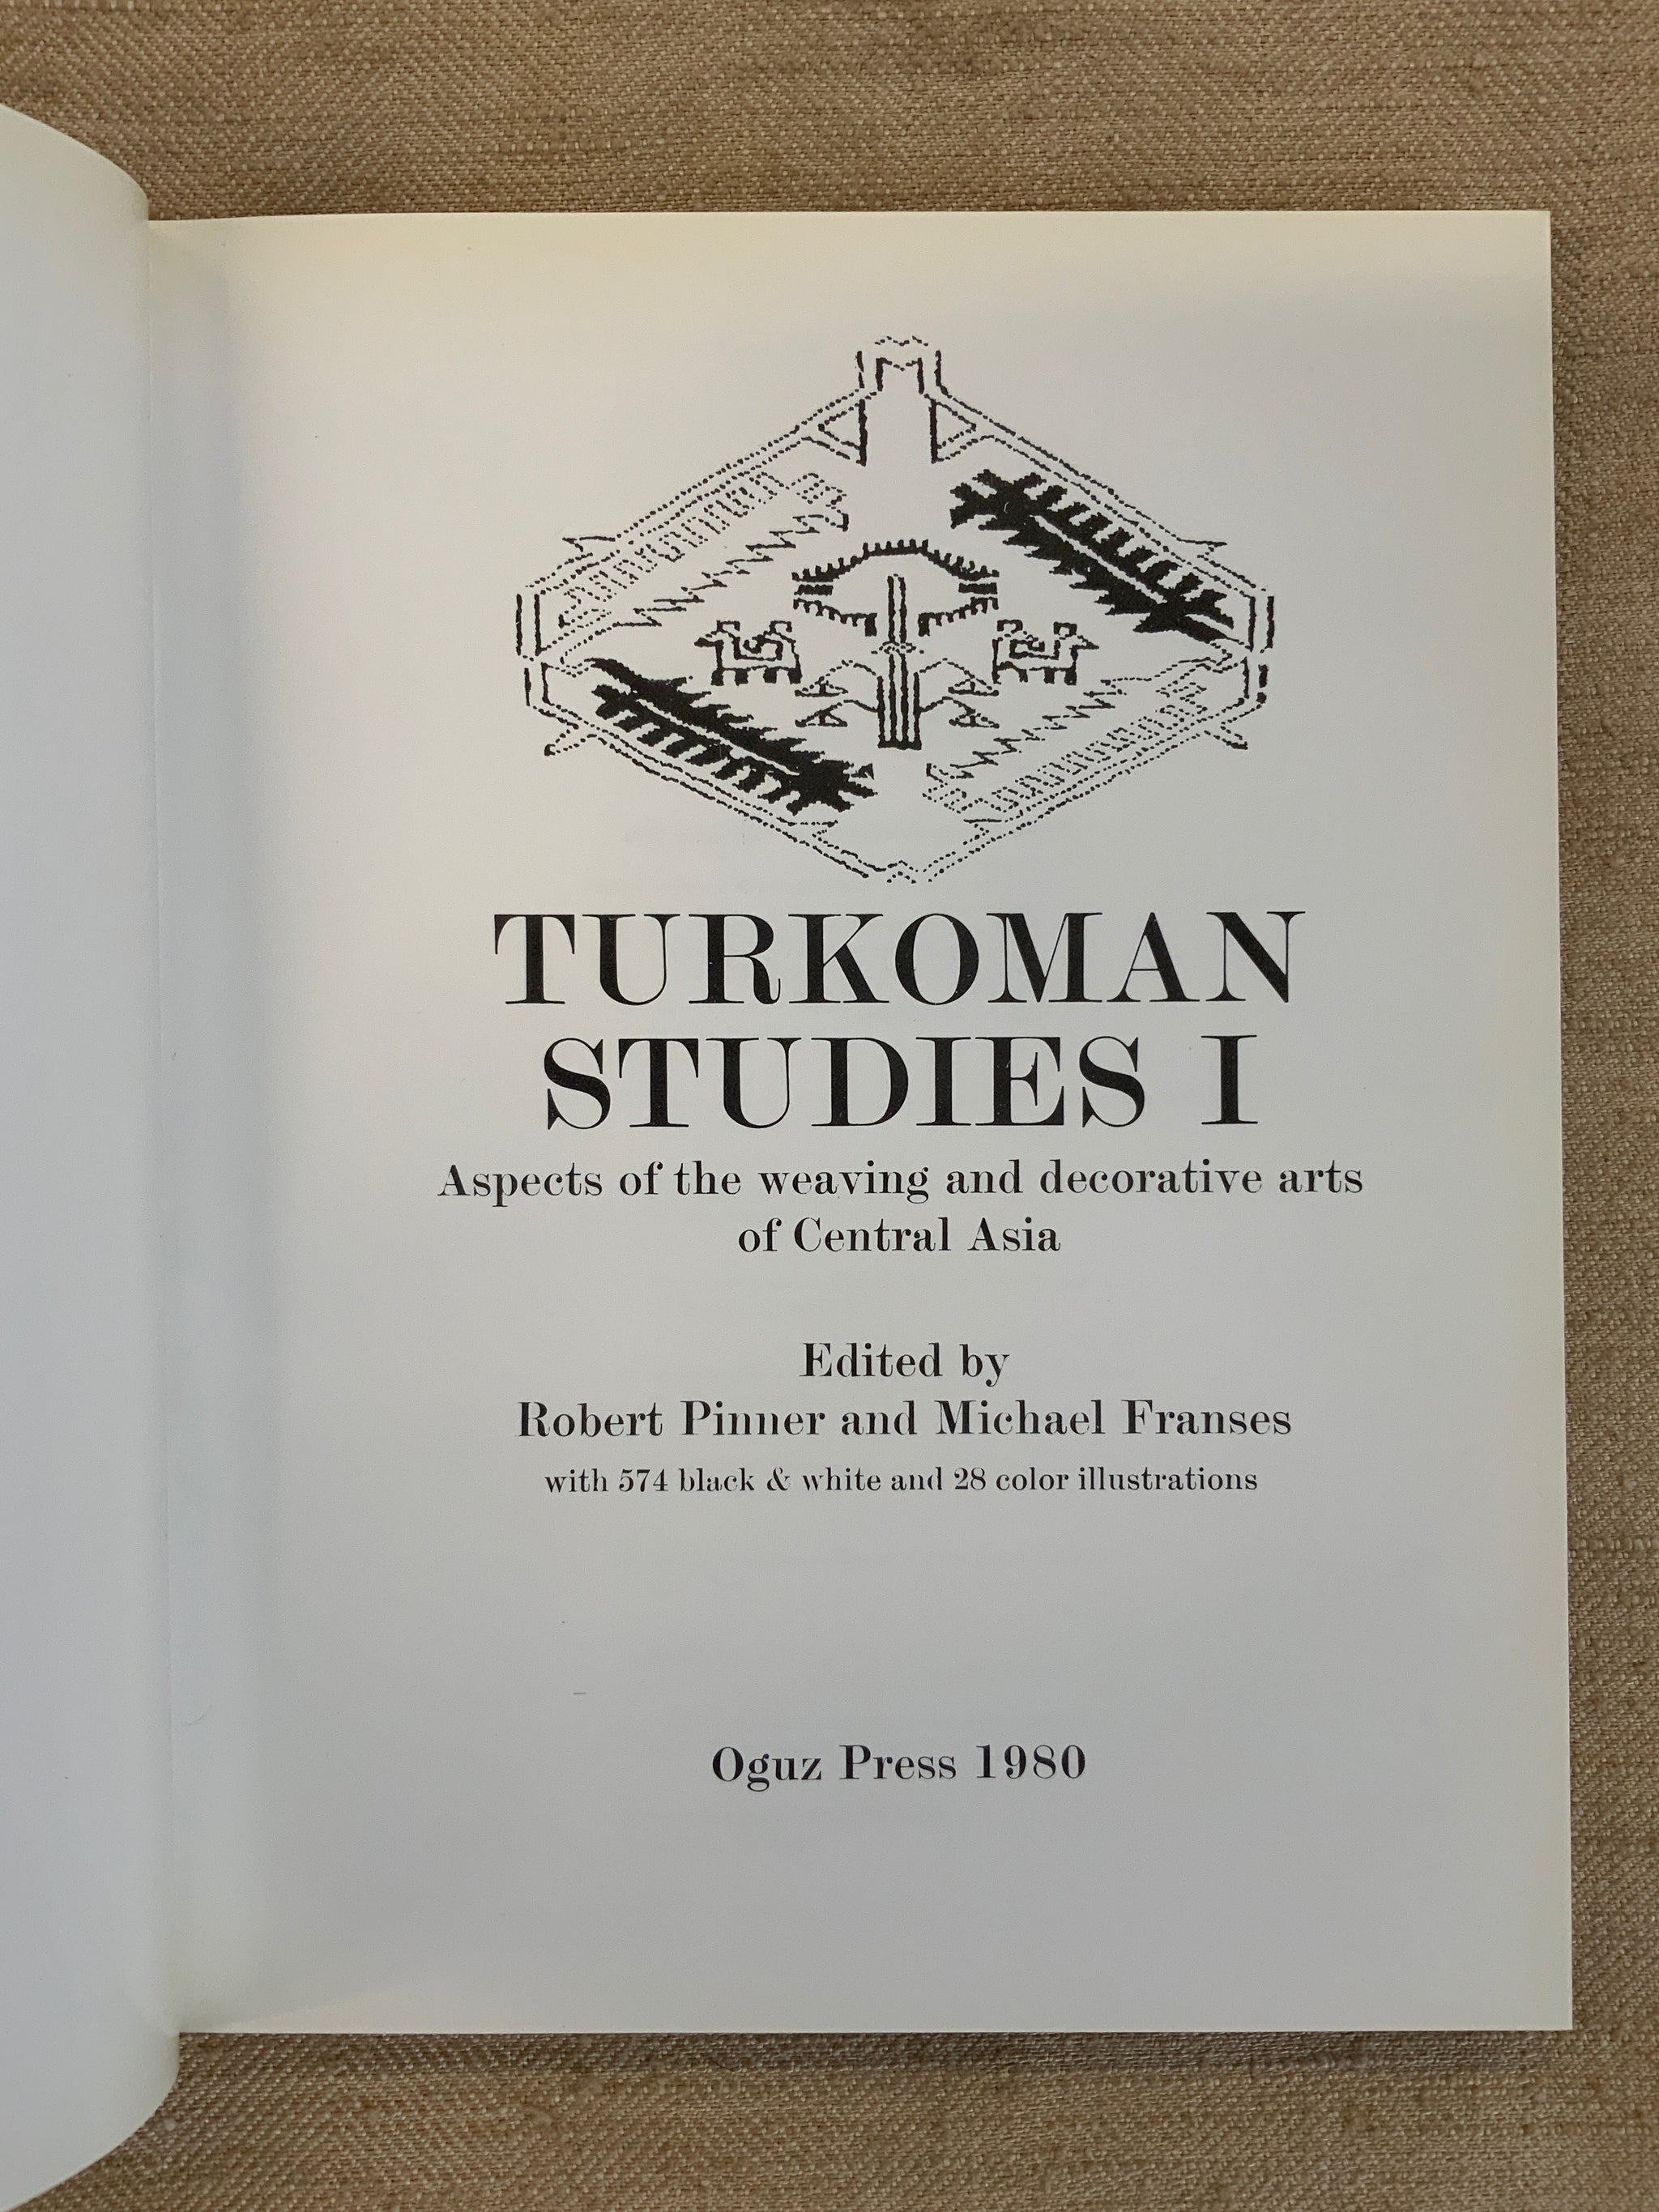 TURKOMAN
STUDIES I
Aspects of the weaving and decorative arts
of Central Asia
Edited by
Robert Pinner and Michael Franses
with 574 black & white and 28 color illustrations
Oguz Press 1980